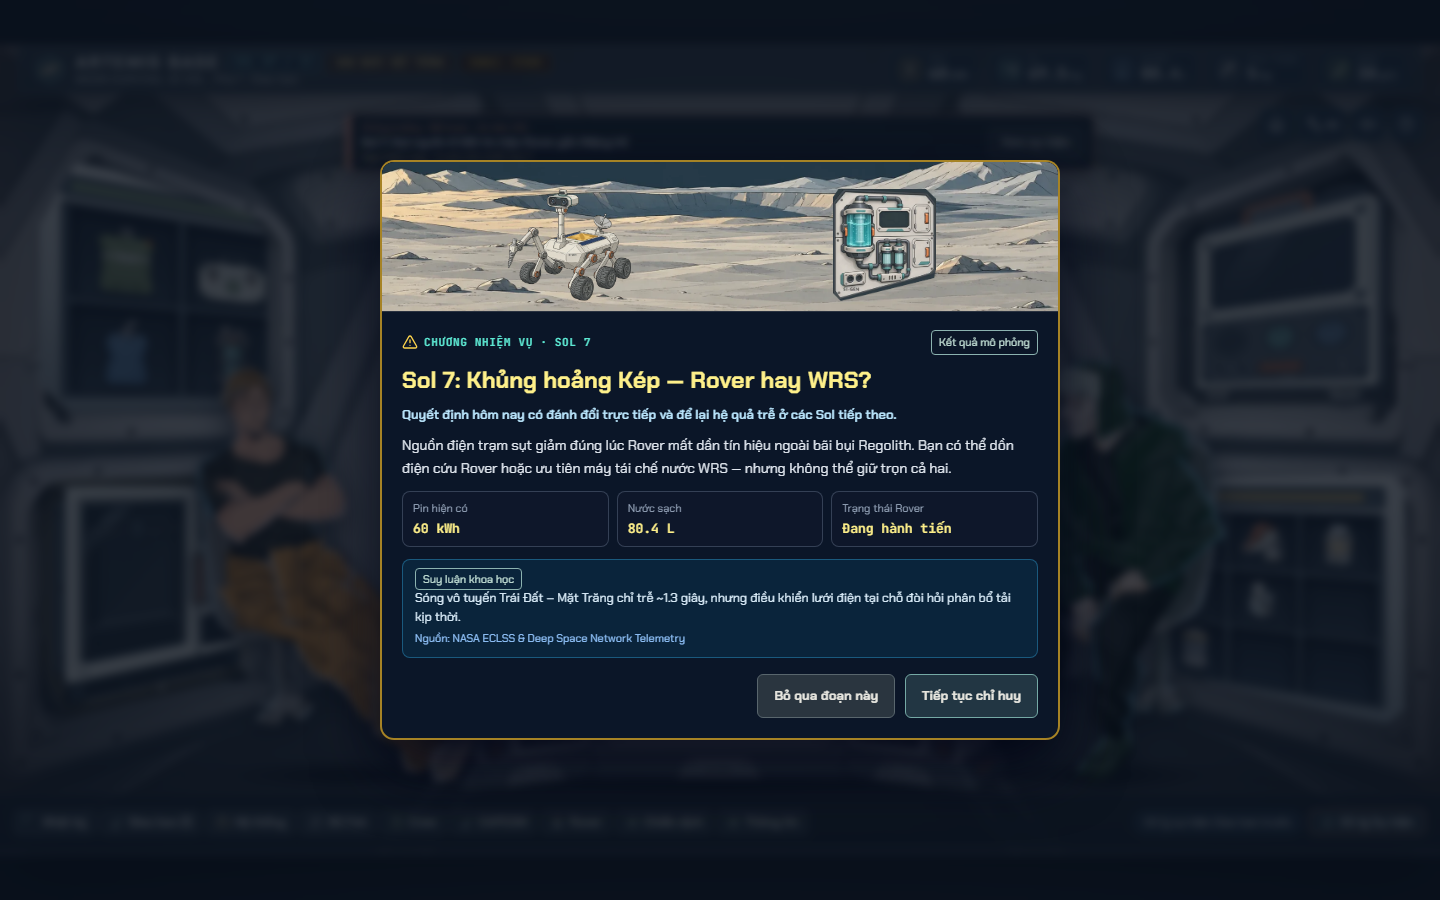 CHƯƠNG NHIỆM VỤ · SOL 7
Kết quả mô phỏng
Sol 7: Khủng hoảng Kép — Rover hay WRS?
Quyết định hôm nay có đánh đổi trực tiếp và để lại hệ quả trễ ở các Sol tiếp theo.
Nguồn điện trạm sụt giảm đúng lúc Rover mất dần tín hiệu ngoài bãi bụi Regolith. Bạn có thể dồn
điện cứu Rover hoặc ưu tiên máy tái chế nước WRS — nhưng không thể giữ trọn cả hai.
Pin hiện có
60 kWh
Nước sạch
80.4 L
Trạng thái Rover
Đang hành tiến
Suy luận khoa học
Sóng vô tuyến Trái Đất – Mặt Trăng chỉ trễ ~1.3 giây, nhưng điều khiển lưới điện tại chỗ đòi hỏi phân bổ tải
kịp thời.
Nguồn: NASA ECLSS & Deep Space Network Telemetry
Bỏ qua đoạn này
Tiếp tục chỉ huy